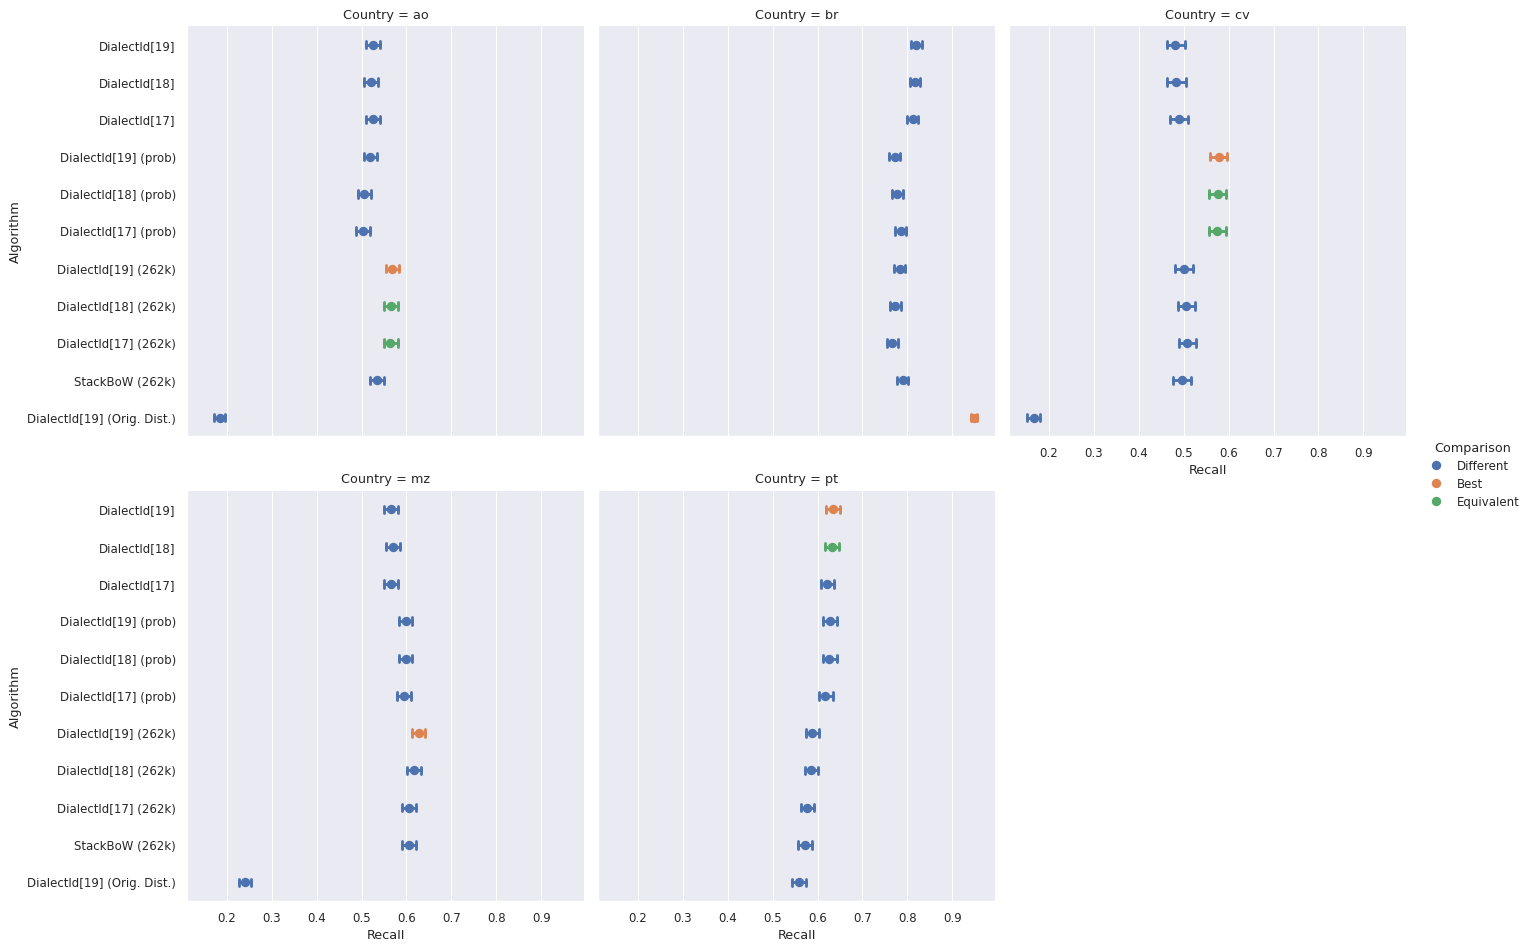 Country = ao
Country = br
Country = cv
DialectId[19]
DialectId[18]
DialectId[17]
DialectId[19] (prob)
DialectId[18] (prob)
DialectId[17] (prob)
DialectId[19] (262k)
DialectId[18] (262k)
DialectId[17] (262k)
StackBoW (262k)
DialectId[19] (Orig. Dist.)
Algorithm
0.2 0.3 0.4 0.5 0.6 0.7 0.8 0.9
Recall
Comparison
Different
Best
Equivalent
Country = mz
Country = pt
DialectId[19]
DialectId[18]
DialectId[17]
DialectId[19] (prob)
DialectId[18] (prob)
DialectId[17] (prob)
DialectId[19] (262k)
DialectId[18] (262k)
DialectId[17] (262k)
StackBoW (262k)
DialectId[19] (Orig. Dist.)
Algorithm
0.2 0.3 0.4 0.5 0.6 0.7 0.8 0.9
Recall
0.2 0.3 0.4 0.5 0.6 0.7 0.8 0.9
Recall